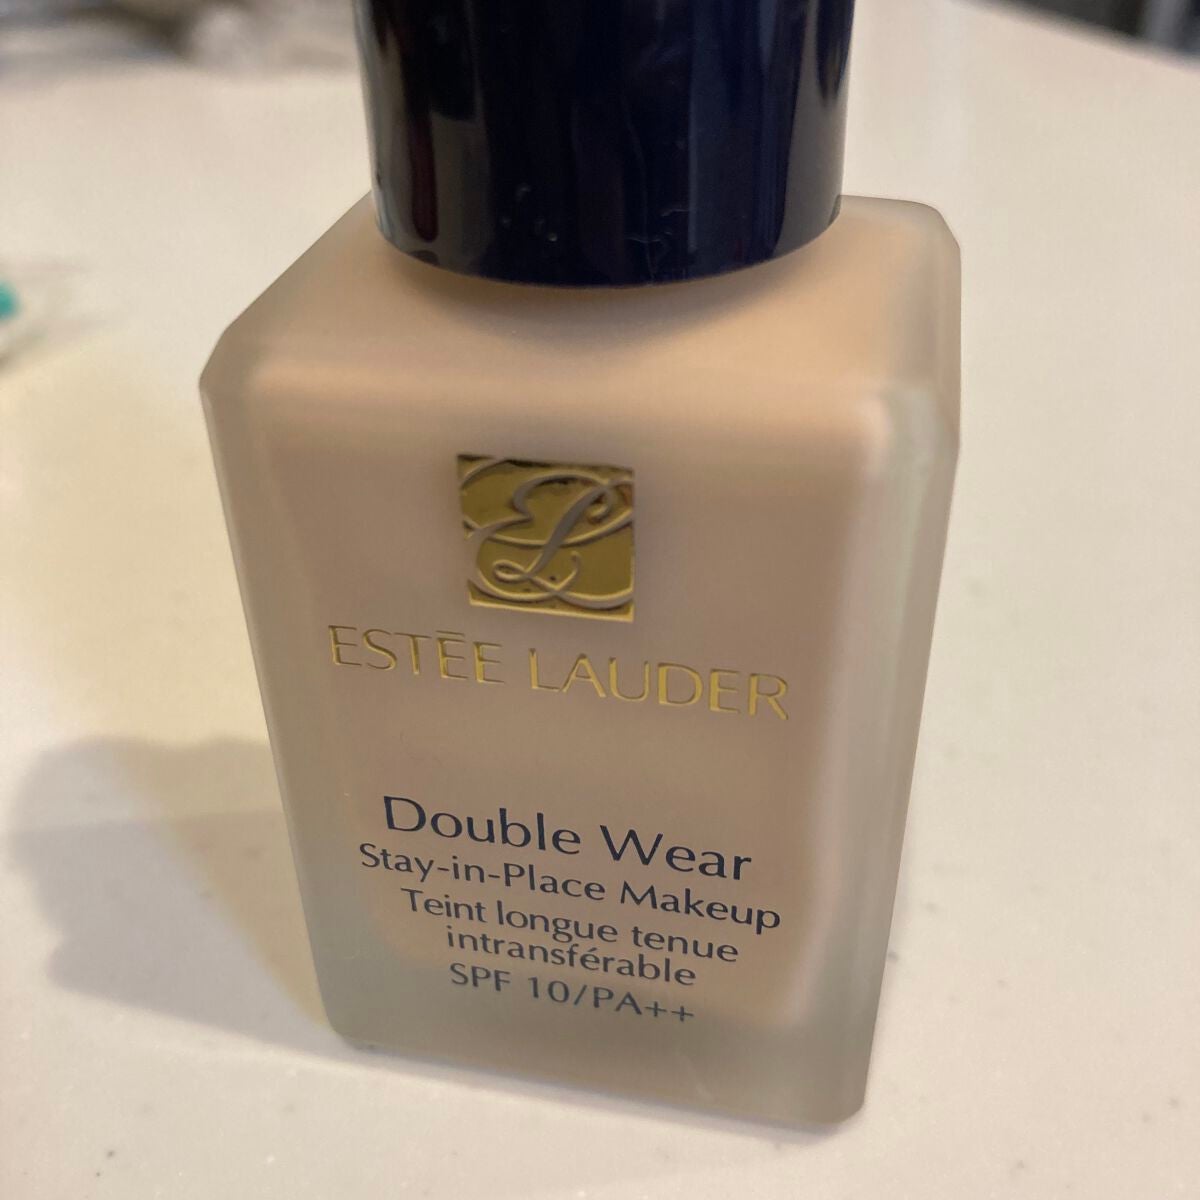 EL
ESTĒE LAUDER
Double Wear
Stay-in-Place Makeup
Teint longue tenue
intransférable
SPF 10/PA++